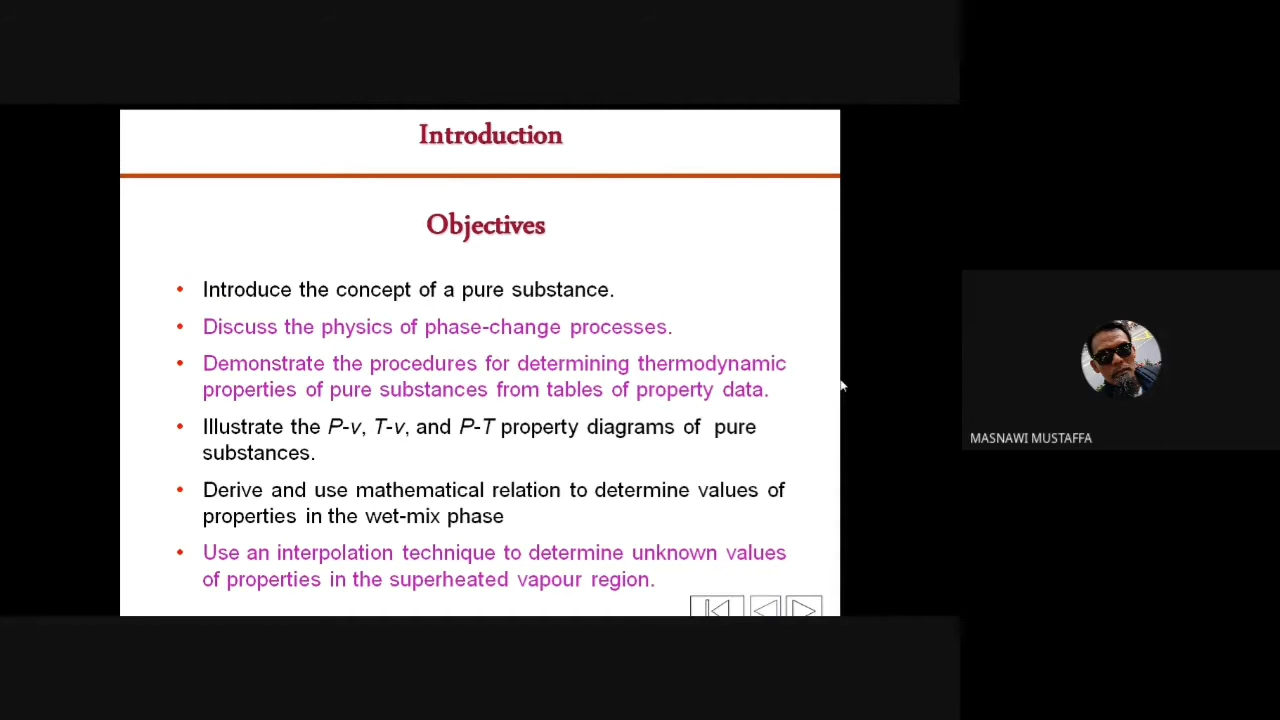 Introduction
Objectives
• Introduce the concept of a pure substance.
• Discuss the physics of phase-change processes.
• Demonstrate the procedures for determining thermodynamic
properties of pure substances from tables of property data.
• Illustrate the P-v, T-v, and P-T property diagrams of pure
substances.
• Derive and use mathematical relation to determine values of
properties in the wet-mix phase
• Use an interpolation technique to determine unknown values
of properties in the superheated vapour region.
MASNAWI MUSTAFFA